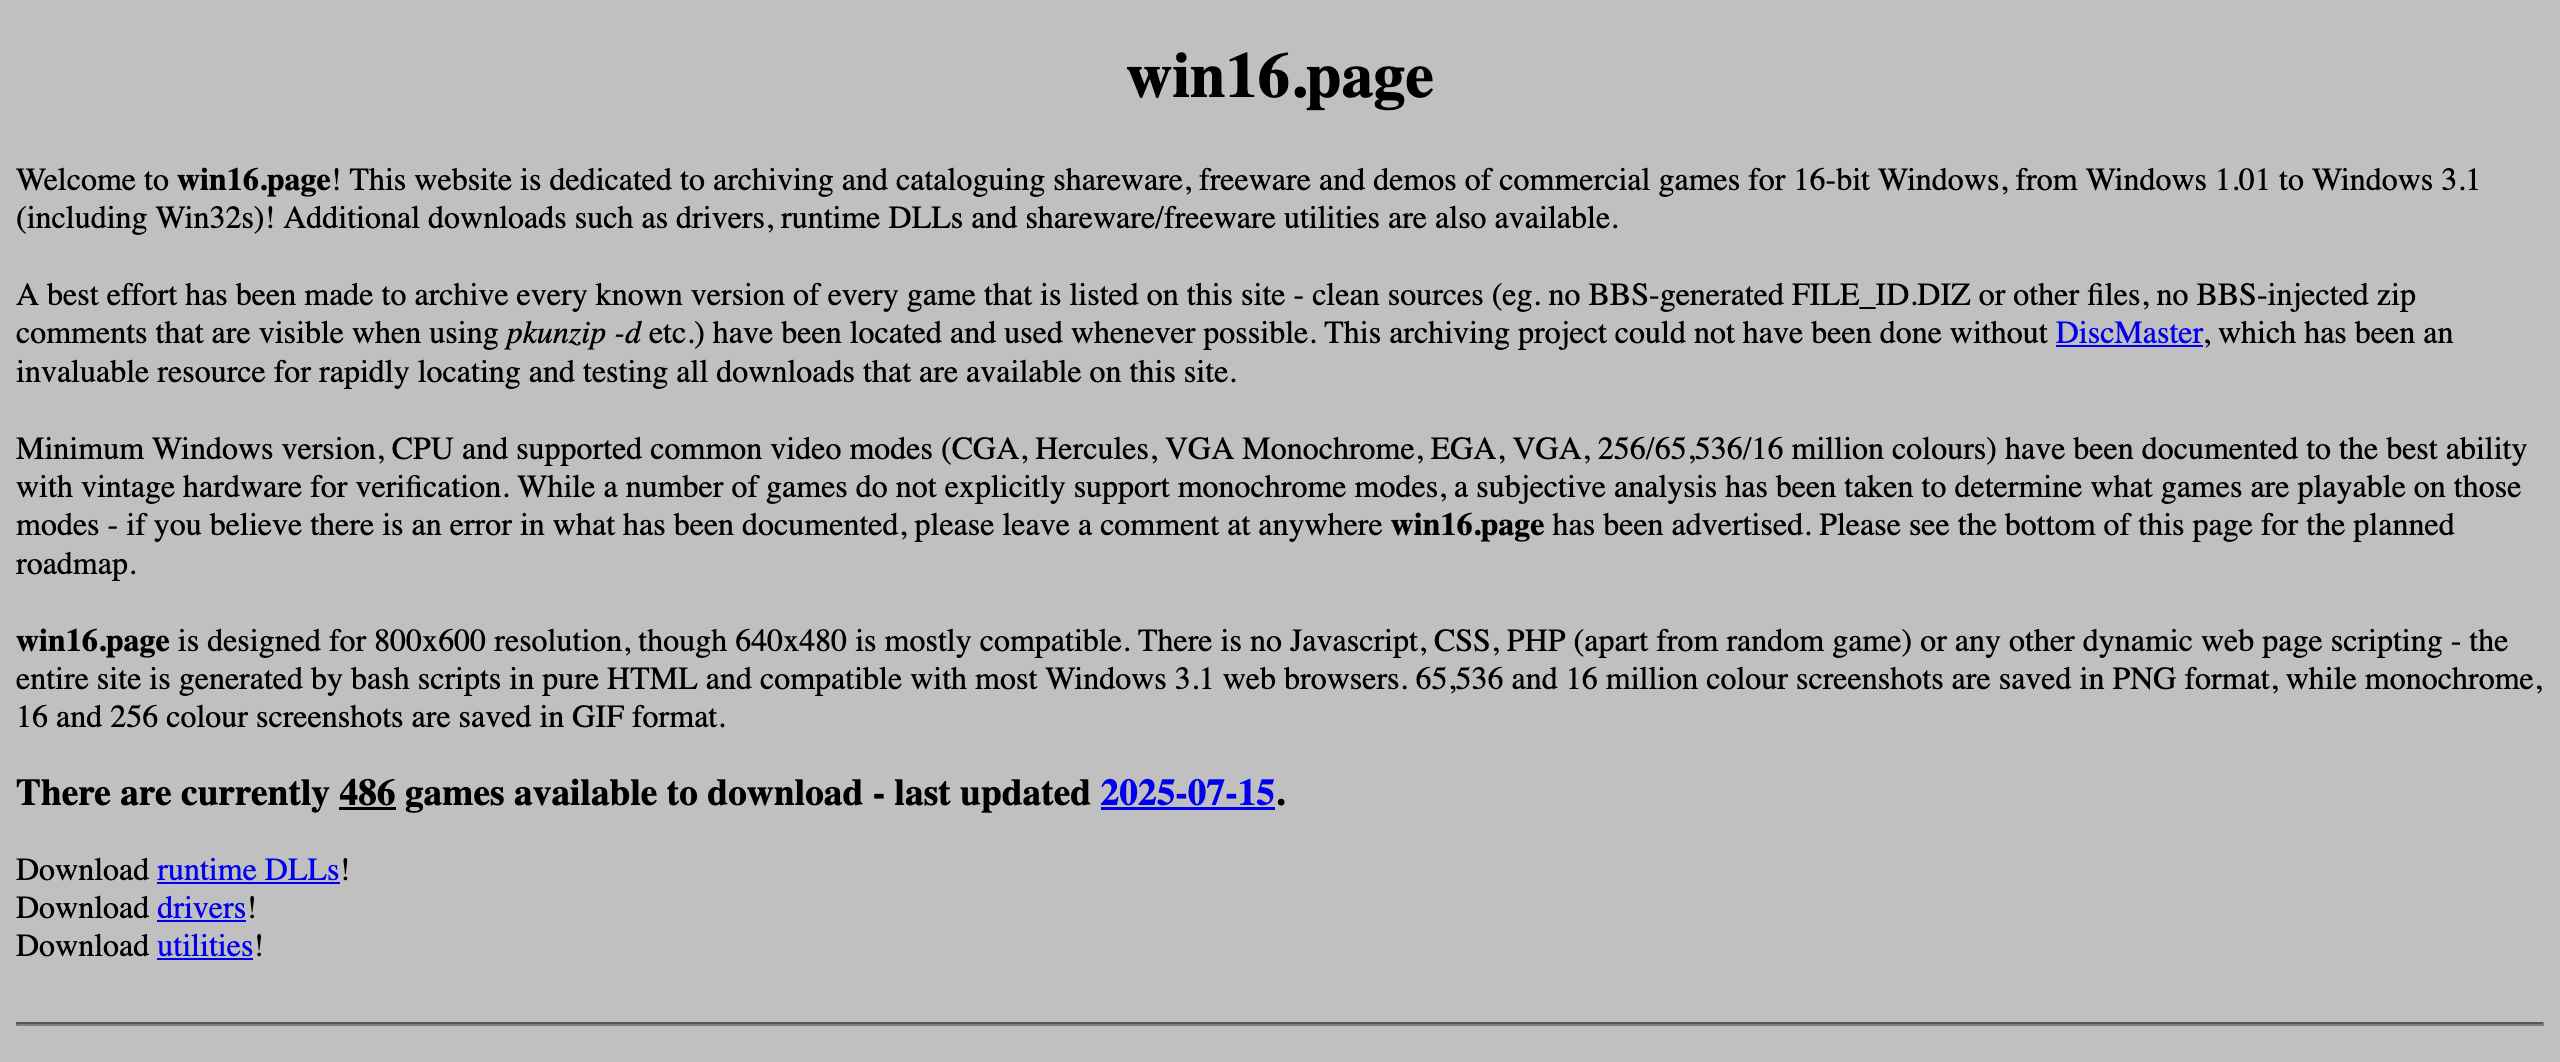 win16.page
Welcome to win16.page! This website is dedicated to archiving and cataloguing shareware, freeware and demos of commercial games for 16-bit Windows, from Windows 1.01 to Windows 3.1
(including Win32s)! Additional downloads such as drivers, runtime DLLs and shareware/freeware utilities are also available.
A best effort has been made to archive every known version of every game that is listed on this site - clean sources (eg. no BBS-generated FILE_ID.DIZ or other files, no BBS-injected zip
comments that are visible when using pkunzip -d etc.) have been located and used whenever possible. This archiving project could not have been done without DiscMaster, which has been an
invaluable resource for rapidly locating and testing all downloads that are available on this site.
Minimum Windows version, CPU and supported common video modes (CGA, Hercules, VGA Monochrome, EGA, VGA, 256/65,536/16 million colours) have been documented to the best ability
with vintage hardware for verification. While a number of games do not explicitly support monochrome modes, a subjective analysis has been taken to determine what games are playable on those
modes - if you believe there is an error in what has been documented, please leave a comment at anywhere win16.page has been advertised. Please see the bottom of this page for the planned
roadmap.
win16.page is designed for 800x600 resolution, though 640x480 is mostly compatible. There is no Javascript, CSS, PHP (apart from random game) or any other dynamic web page scripting - the
entire site is generated by bash scripts in pure HTML and compatible with most Windows 3.1 web browsers. 65,536 and 16 million colour screenshots are saved in PNG format, while monochrome,
16 and 256 colour screenshots are saved in GIF format.
There are currently 486 games available to download - last updated 2025-07-15.
Download runtime DLLs!
Download drivers!
Download utilities!